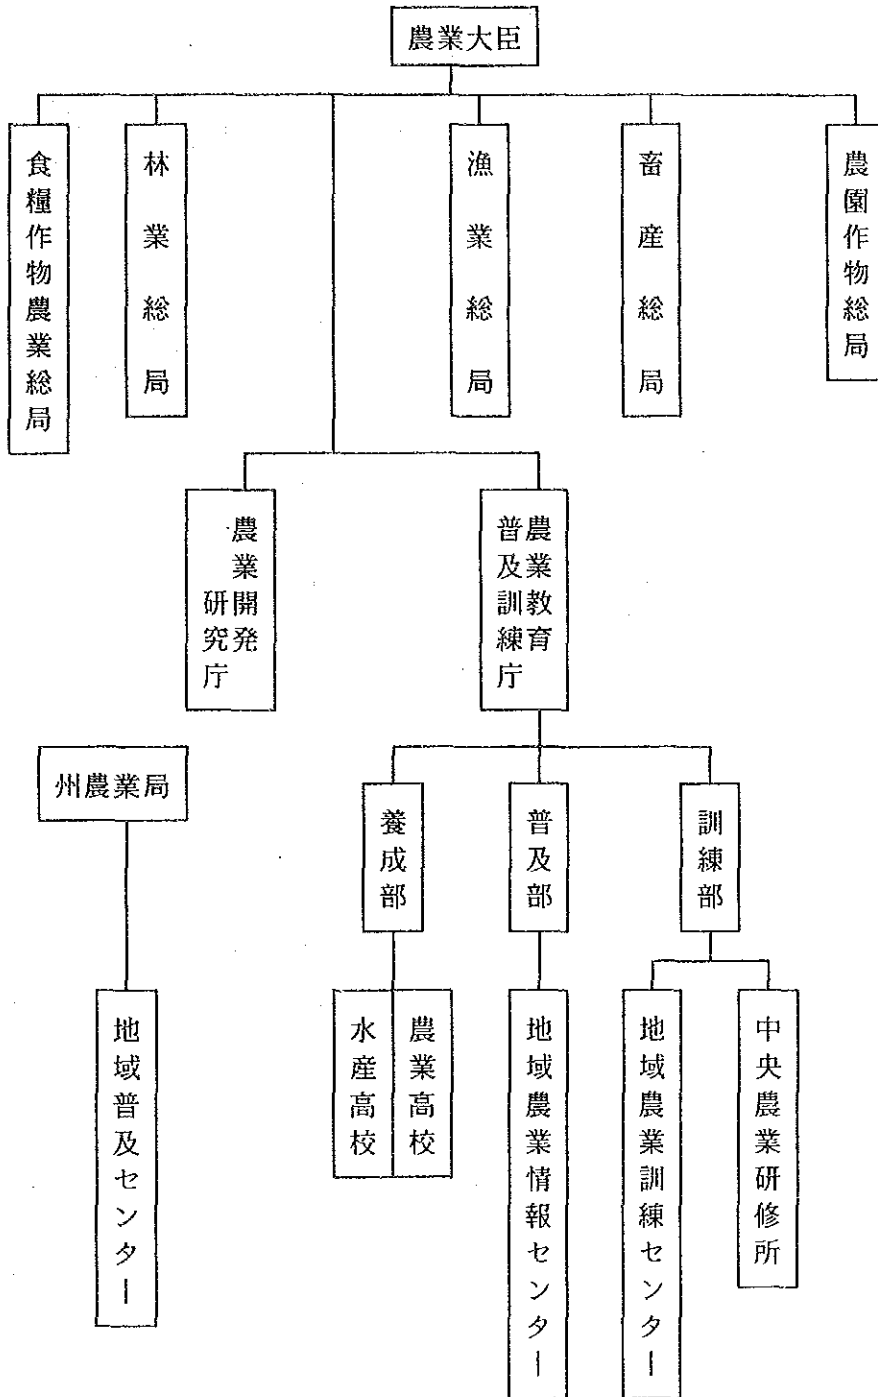 農業大臣
食糧作物農業総局
林業総局
漁業総局
畜産総局
農園作物総局
農業開発
研究庁
農業教育
普及訓練庁
州農業局
養成部
普及部
訓練部
地域普及センター
水産高校
農業高校
地域農業情報センター
地域農業訓練センター
中央農業研修所